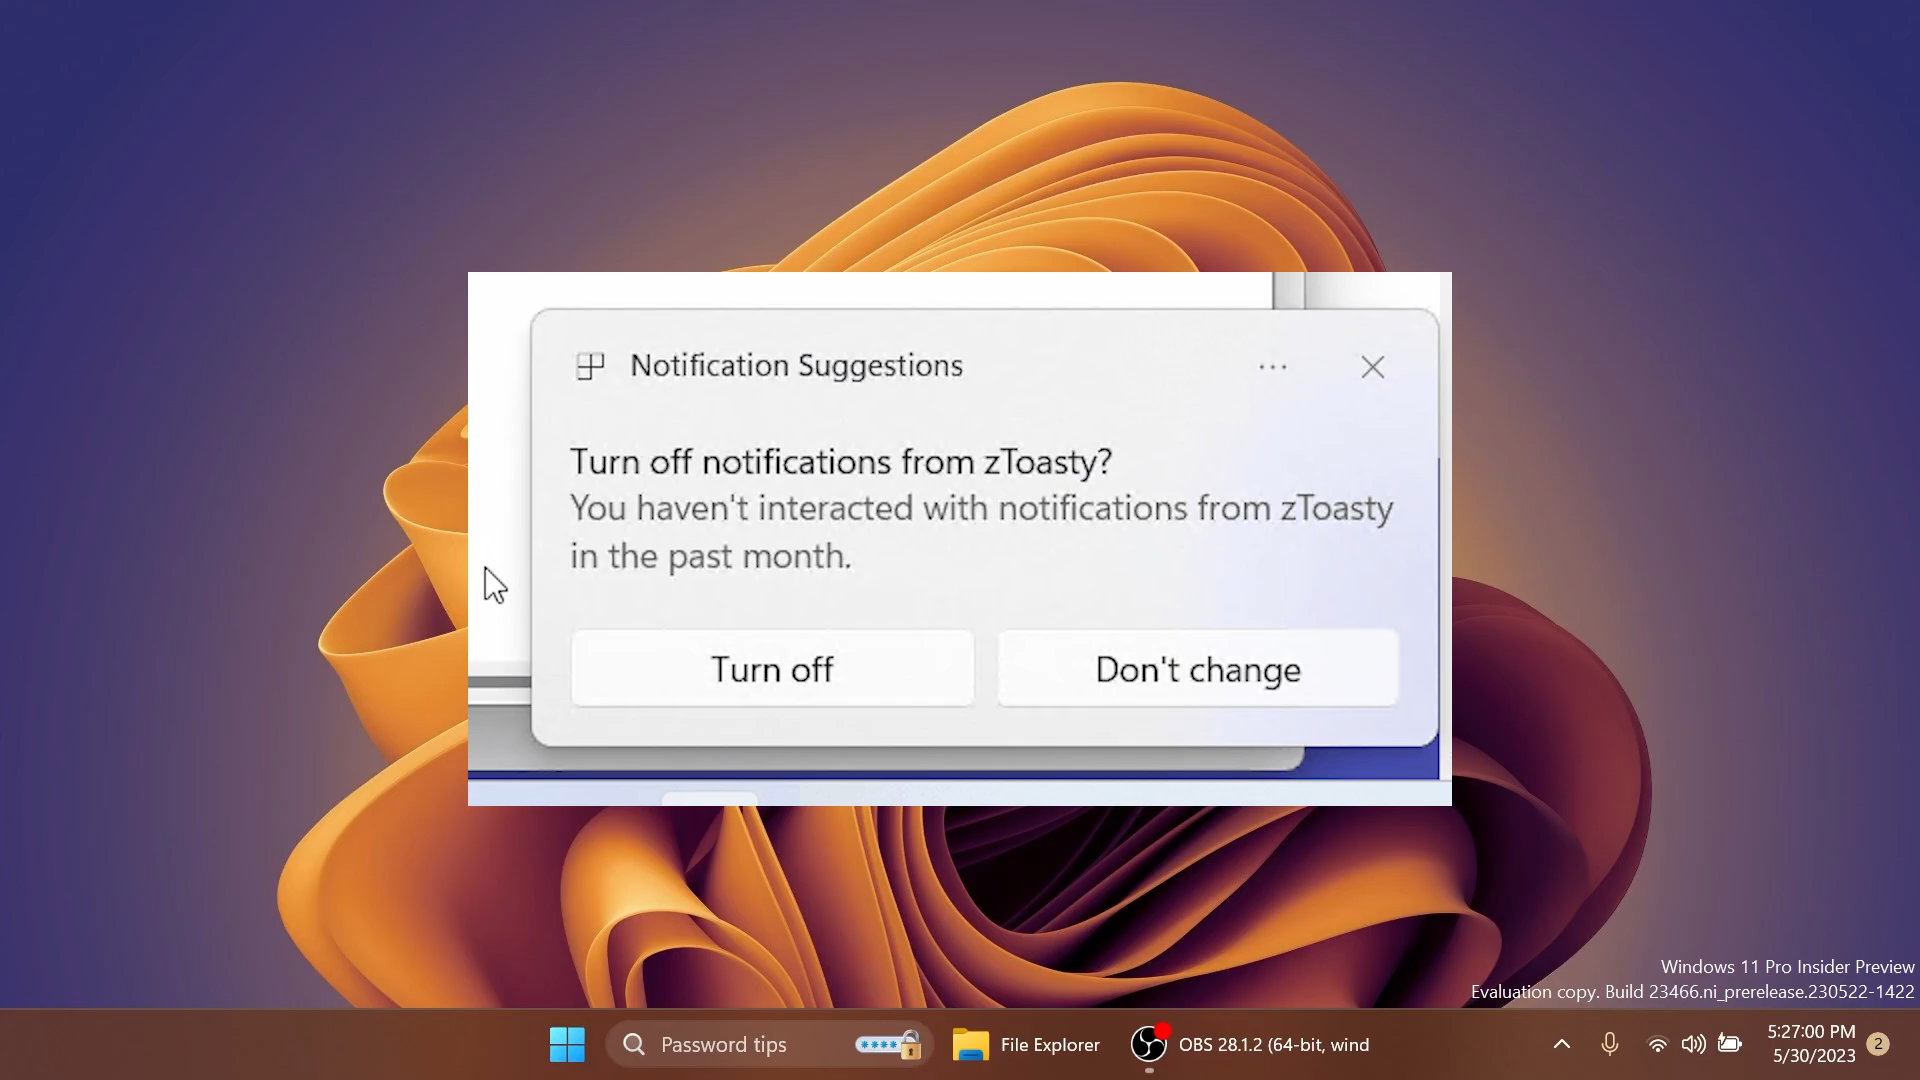 Notification Suggestions
Turn off notifications from zToasty?
You haven't interacted with notifications from zToasty
in the past month.
Turn off
Don't change
Windows 11 Pro Insider Preview
Evaluation copy. Build 23466.ni_prerelease.230522-1422
Password tips
File Explorer
OBS 28.1.2 (64-bit, wind
5:27:00 PM
5/30/2023
2